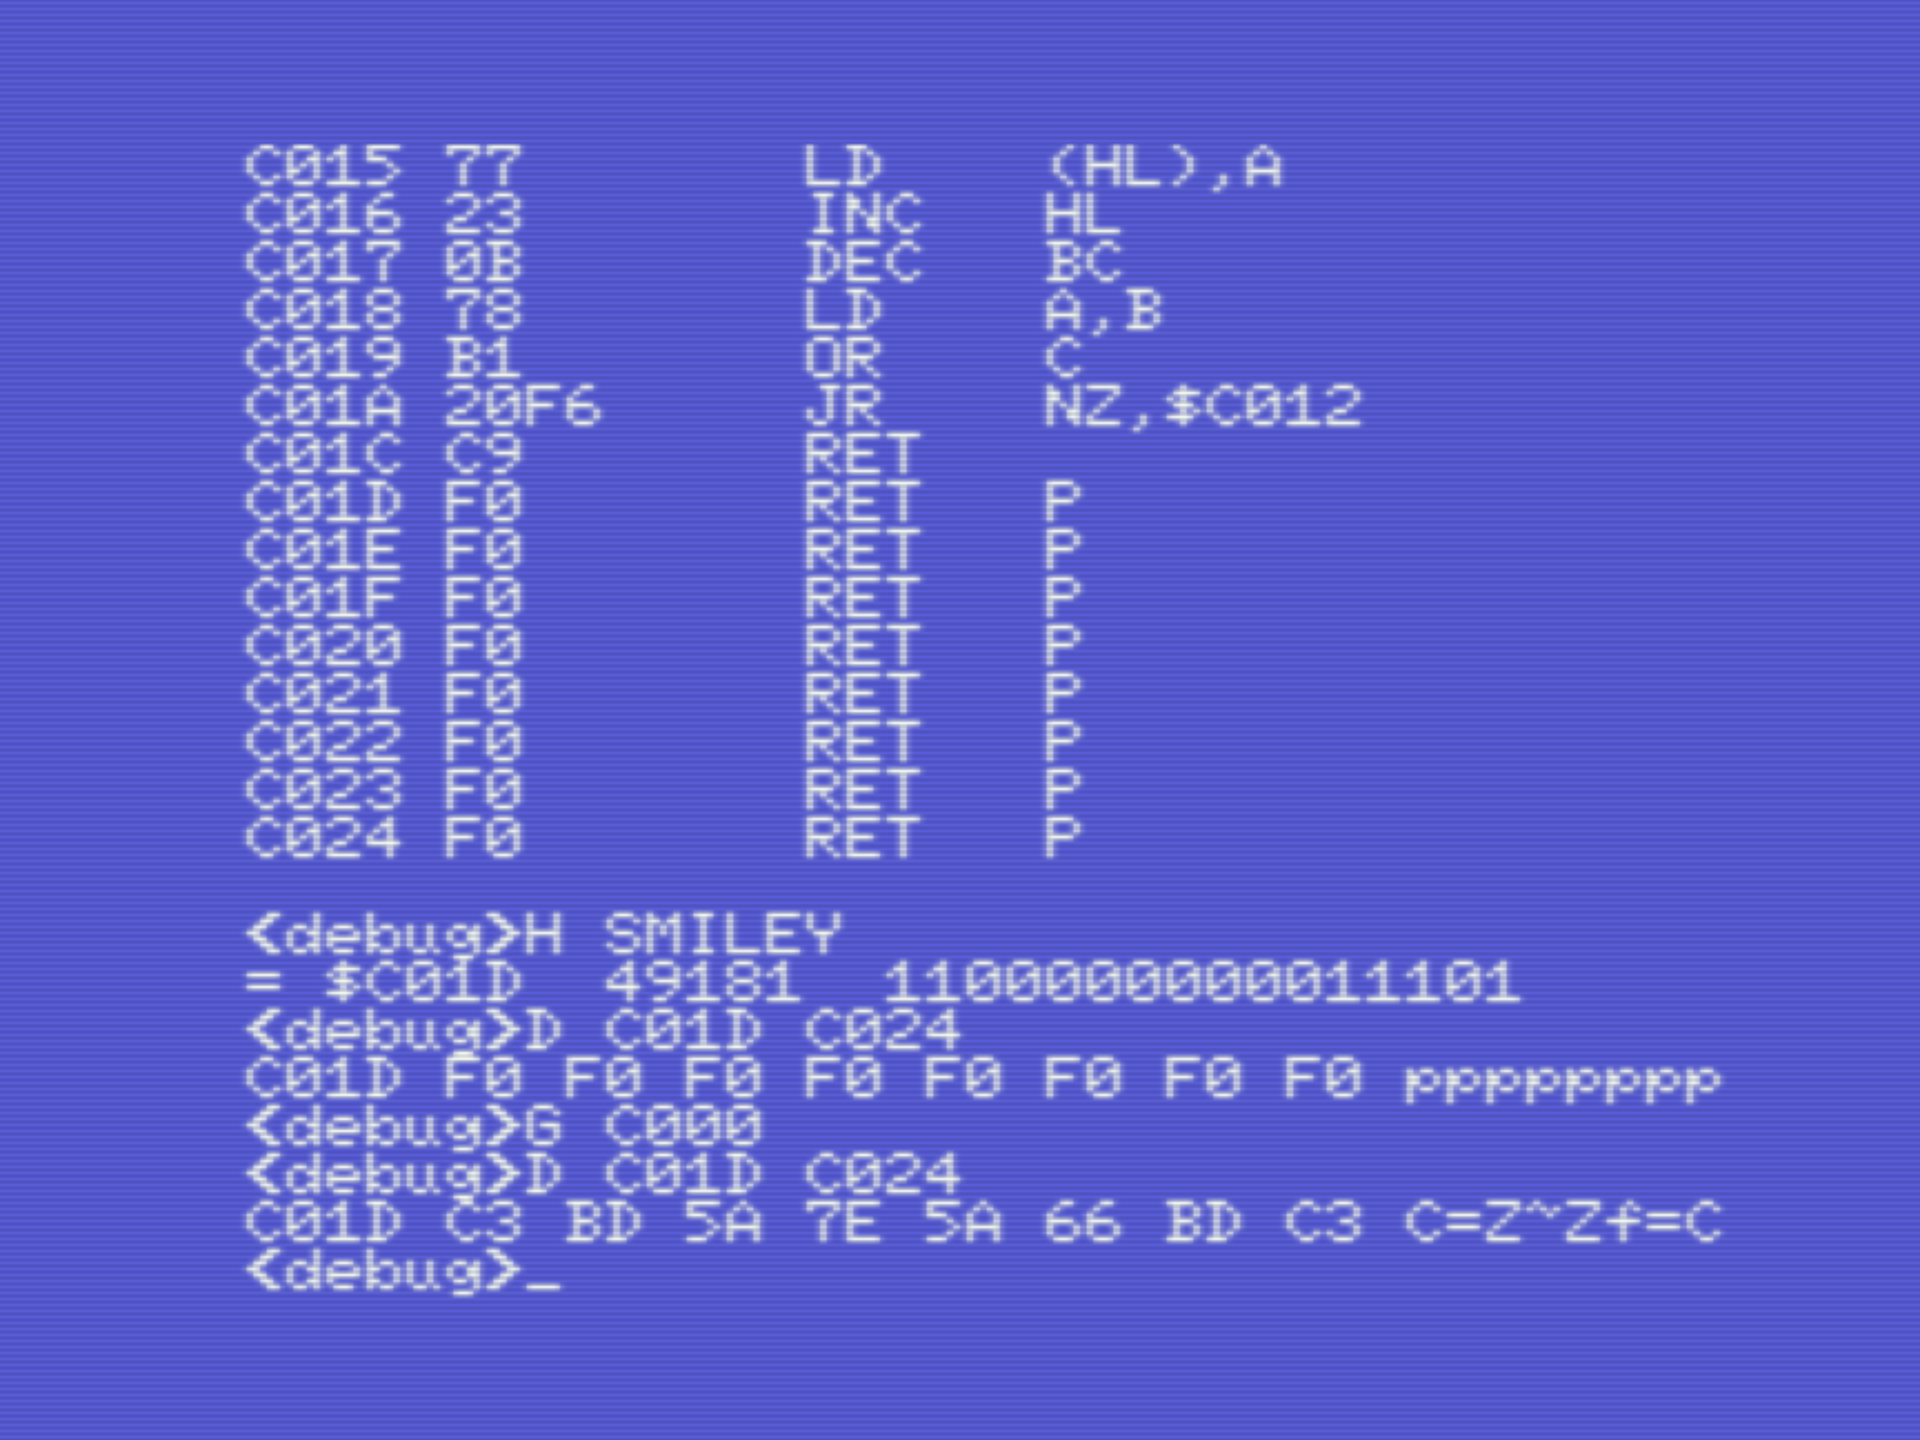 C015 77       LD    (HL),A
C016 23       INC   HL
C017 0B       DEC   BC
C018 78       LD    A,B
C019 B1       OR    C
C01A 20F6     JR    NZ,$C012
C01C C9       RET
C01D F0       RET   P
C01E F0       RET   P
C01F F0       RET   P
C020 F0       RET   P
C021 F0       RET   P
C022 F0       RET   P
C023 F0       RET   P
C024 F0       RET   P
<debug>H SMILEY
= $C01D  49181  1100000000011101
<debug>D C01D C024
C01D F0 F0 F0 F0 F0 F0 F0 F0 pppppppp
<debug>G C000
<debug>D C01D C024
C01D C3 BD 5A 7E 5A 66 BD C3 C=Z~Zf=C
<debug>_